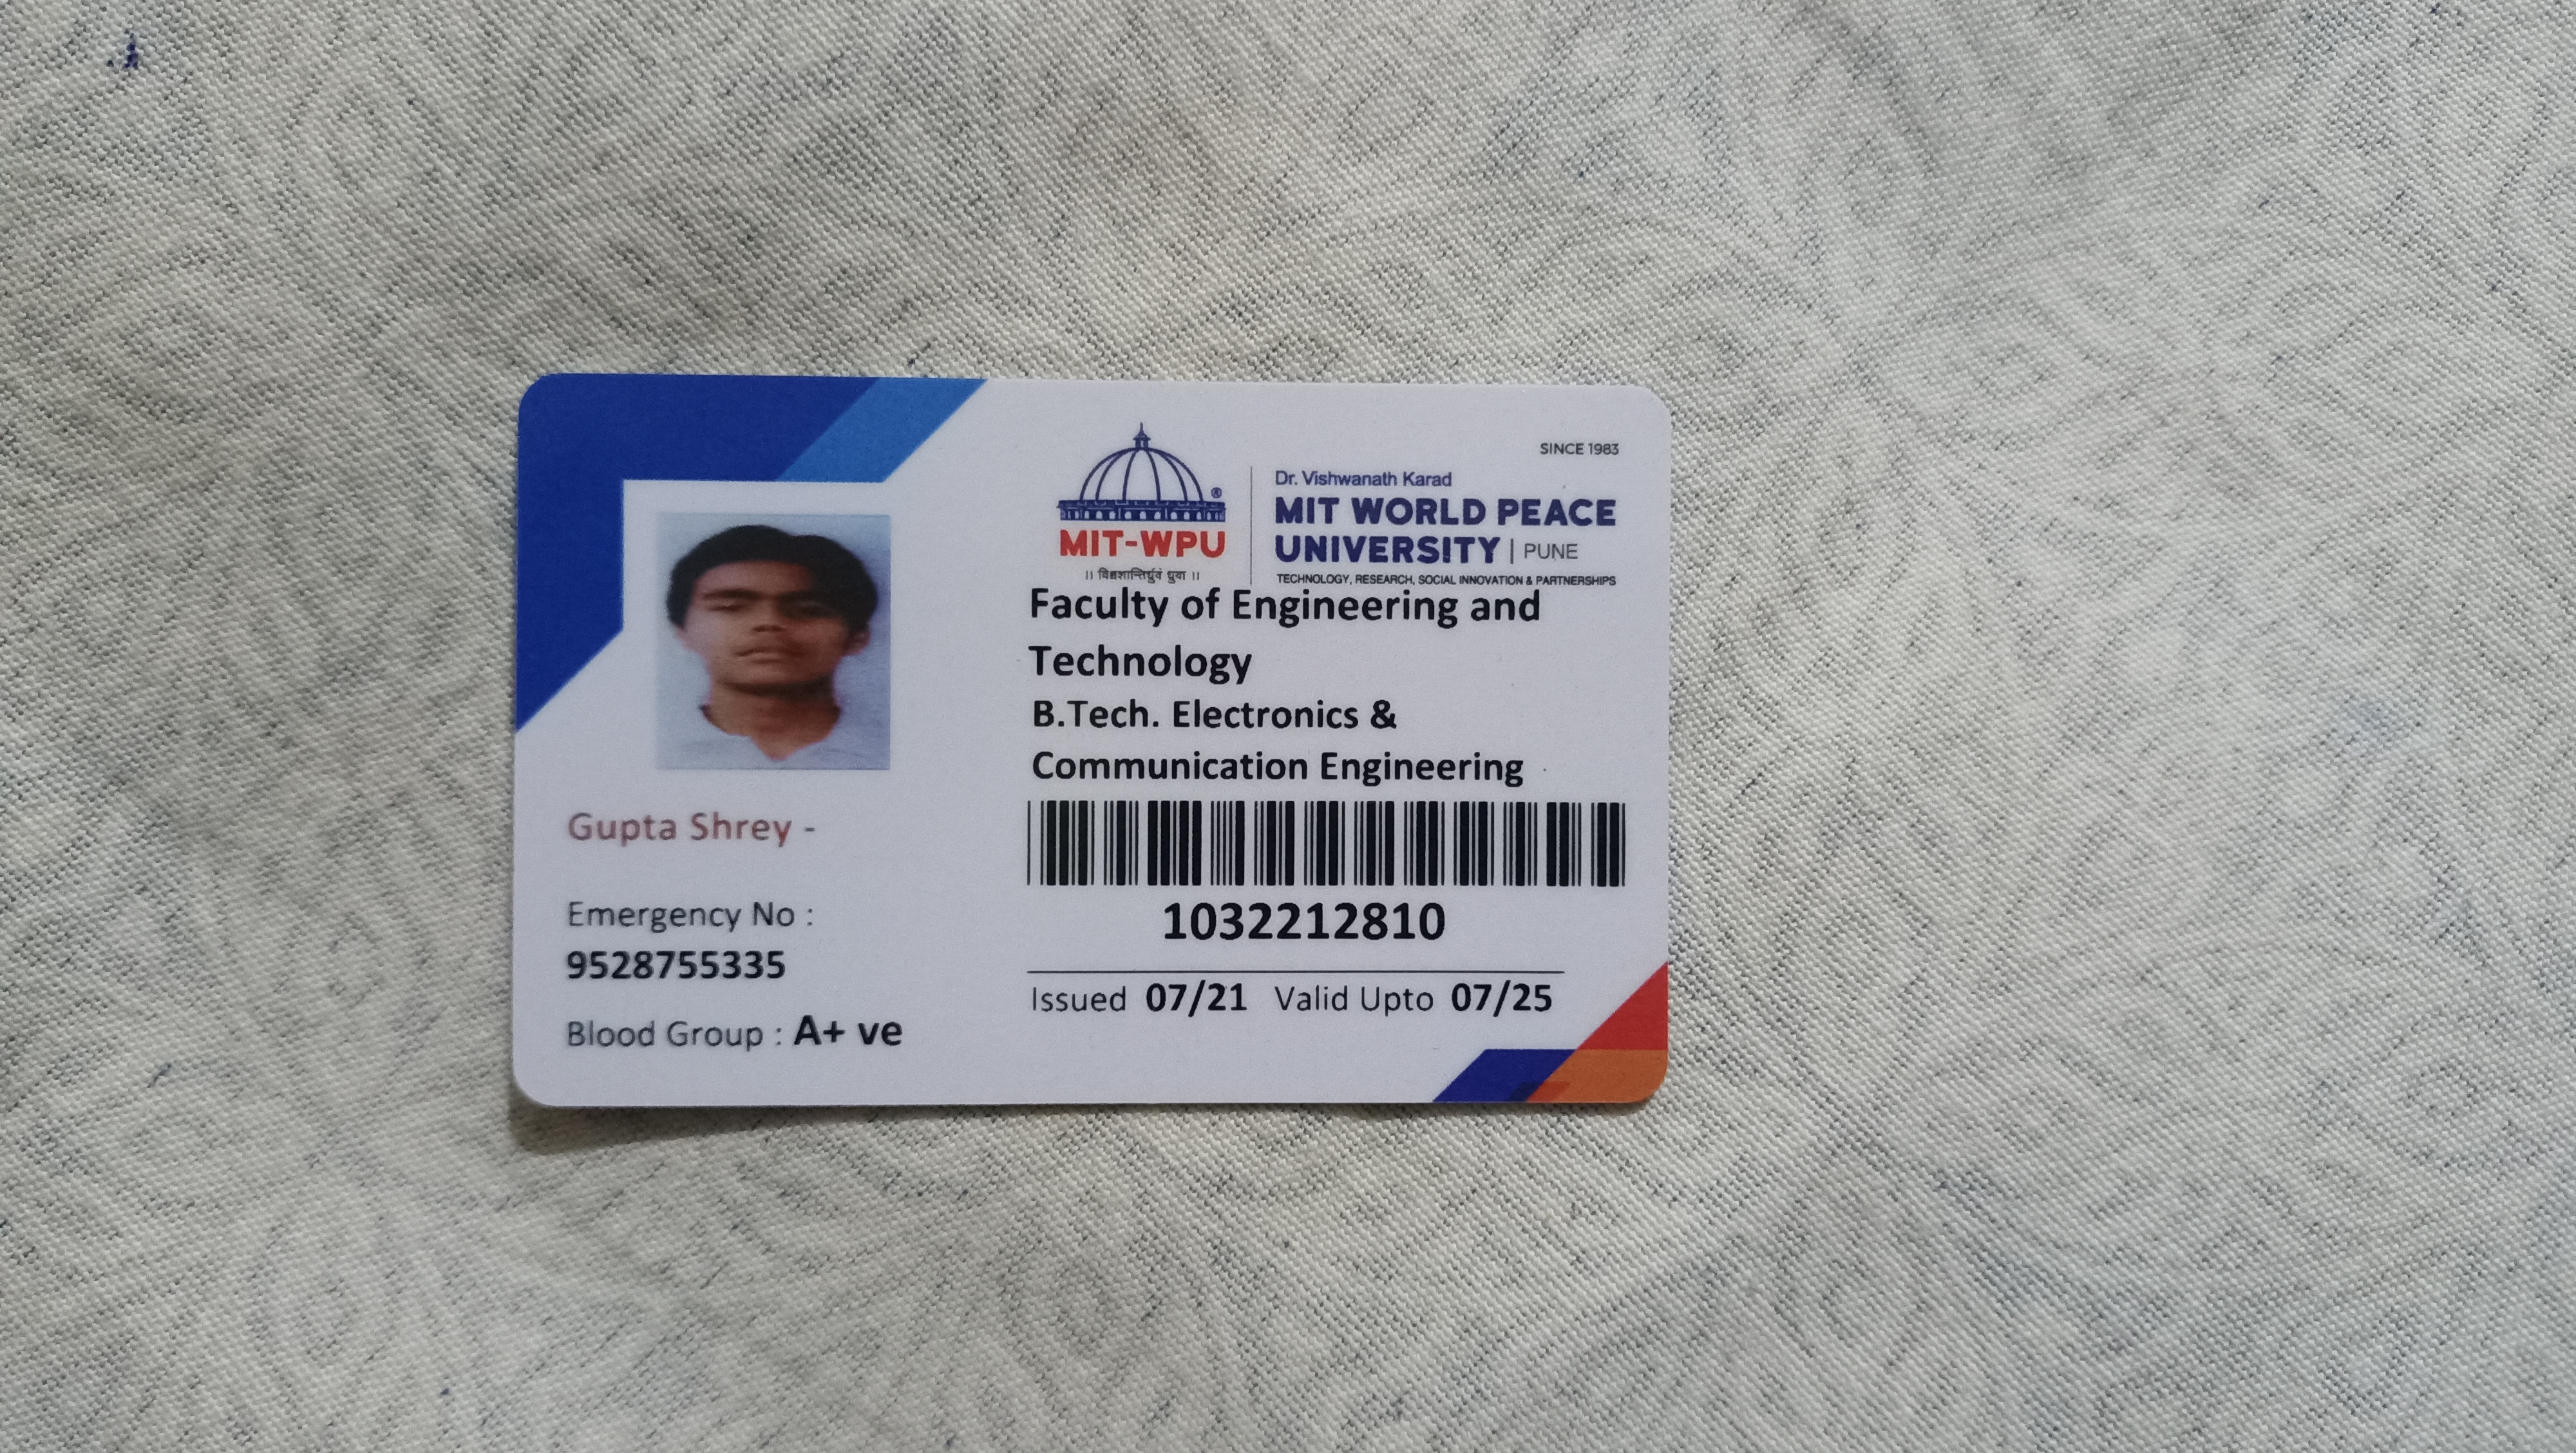 SINCE 1983
Dr. Vishwanath Karad
MIT WORLD PEACE
UNIVERSITY | PUNE
TECHNOLOGY, RESEARCH, SOCIAL INNOVATION & PARTNERSHIPS
MIT-WPU
॥ विश्वशान्तिर्ध्रुवं ध्रुवा ॥
Faculty of Engineering and
Technology
B.Tech. Electronics &
Communication Engineering
1032212810
Issued 07/21 Valid Upto 07/25
Gupta Shrey -
Emergency No :
9528755335
Blood Group : A+ ve